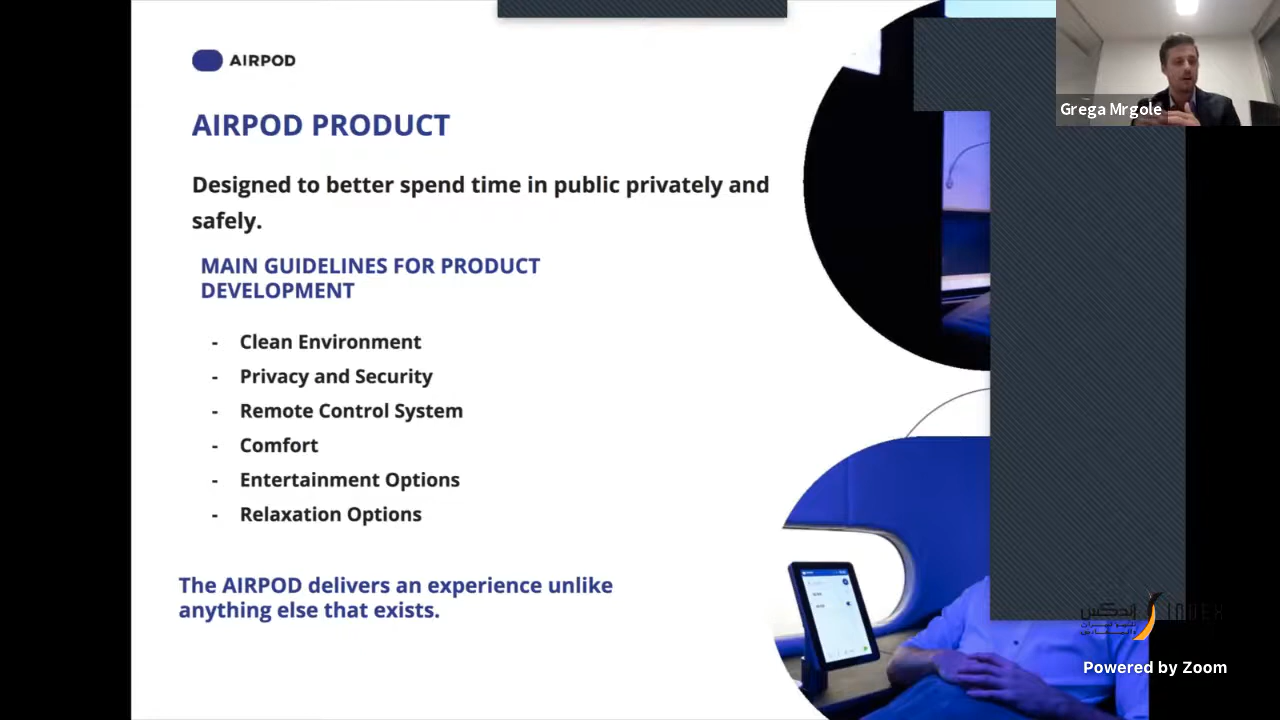 AIRPOD
AIRPOD PRODUCT
Designed to better spend time in public privately and
safely.
MAIN GUIDELINES FOR PRODUCT
DEVELOPMENT
- Clean Environment
- Privacy and Security
- Remote Control System
- Comfort
- Entertainment Options
- Relaxation Options
The AIRPOD delivers an experience unlike
anything else that exists.
Grega Mrgole
اندكس INDEX
Powered by Zoom